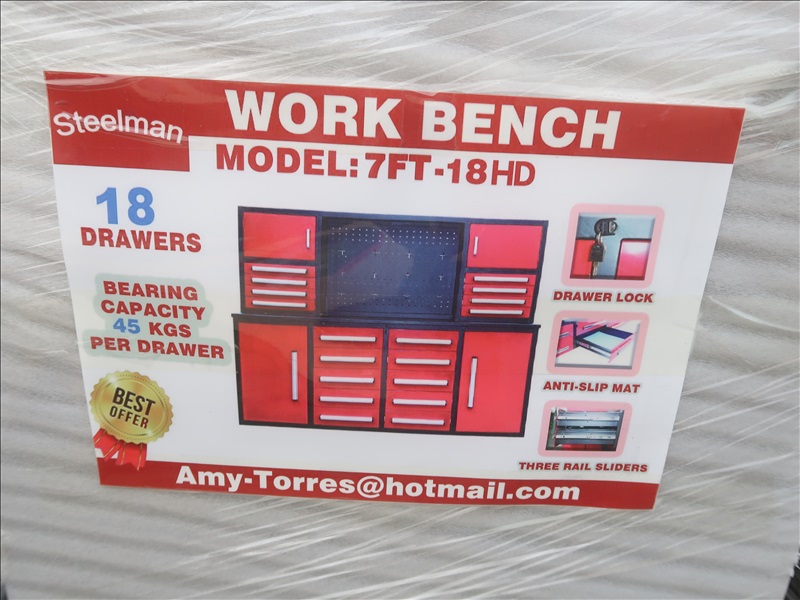 Steelman
WORK BENCH
MODEL: 7FT-18HD
18
DRAWERS
BEARING
CAPACITY
45 KGS
PER DRAWER
BEST
OFFER
DRAWER LOCK
ANTI-SLIP MAT
THREE RAIL SLIDERS
Amy-Torres@hotmail.com